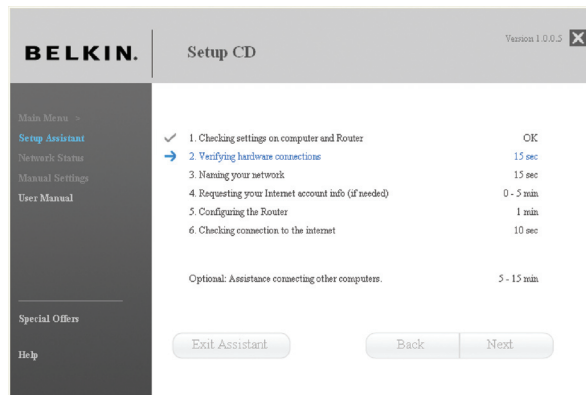 BELKIN.
Setup CD
Version 1.0.0.5
Main Menu >
Setup Assistant
Network Status
Manual Settings
User Manual
Special Offers
Help
1. Checking settings on computer and Router OK
2. Verifying hardware connections 15 sec
3. Naming your network 15 sec
4. Requesting your Internet account info (if needed) 0 - 5 min
5. Configuring the Router 1 min
6. Checking connection to the internet 10 sec
Optional: Assistance connecting other computers. 5 - 15 min
Exit Assistant
Back
Next